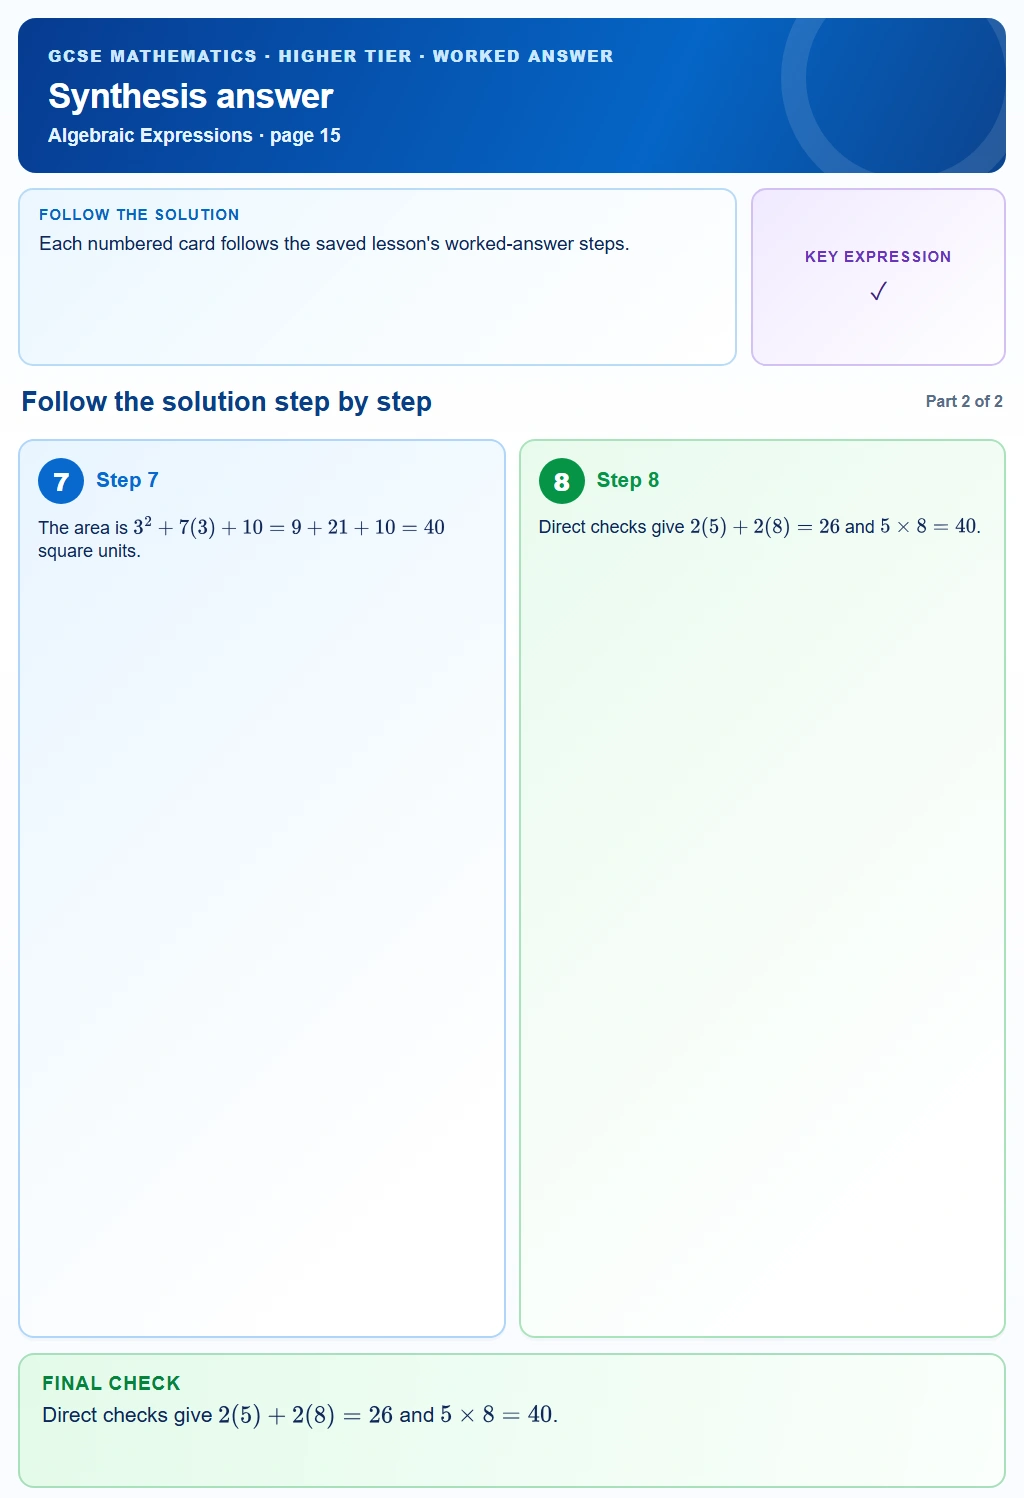 GCSE MATHEMATICS · HIGHER TIER · WORKED ANSWER
Synthesis answer
Algebraic Expressions · page 15
FOLLOW THE SOLUTION
Each numbered card follows the saved lesson's worked-answer steps.
KEY EXPRESSION
✓
Follow the solution step by step
Part 2 of 2
7 Step 7
The area is 3² + 7(3) + 10 = 9 + 21 + 10 = 40
square units.
8 Step 8
Direct checks give 2(5) + 2(8) = 26 and 5 × 8 = 40.
FINAL CHECK
Direct checks give 2(5) + 2(8) = 26 and 5 × 8 = 40.